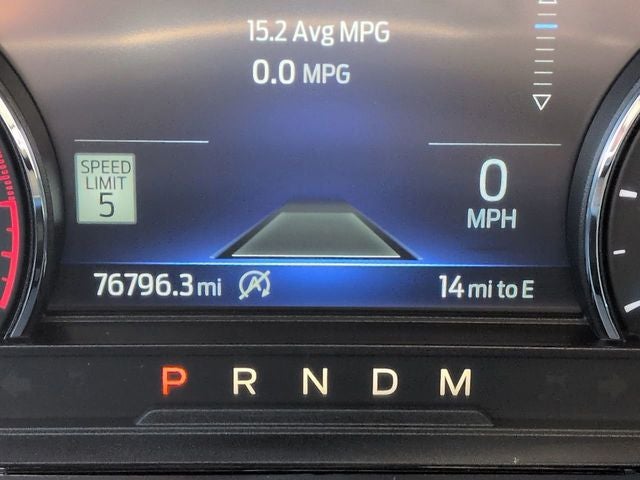 15.2 Avg MPG
0.0 MPG
SPEED
LIMIT
5
0
MPH
76796.3 mi
A
14 mi to E
P R N D M